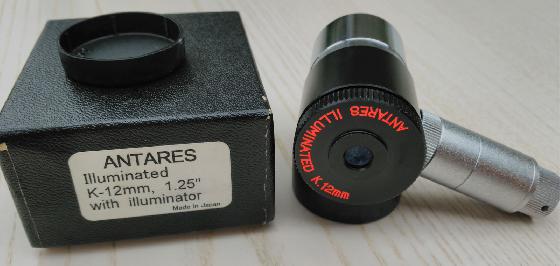 ANTARES
Illuminated
K-12mm, 1.25"
with illuminator
Made in Japan
ANTARES ILLUMINATED K.12mm